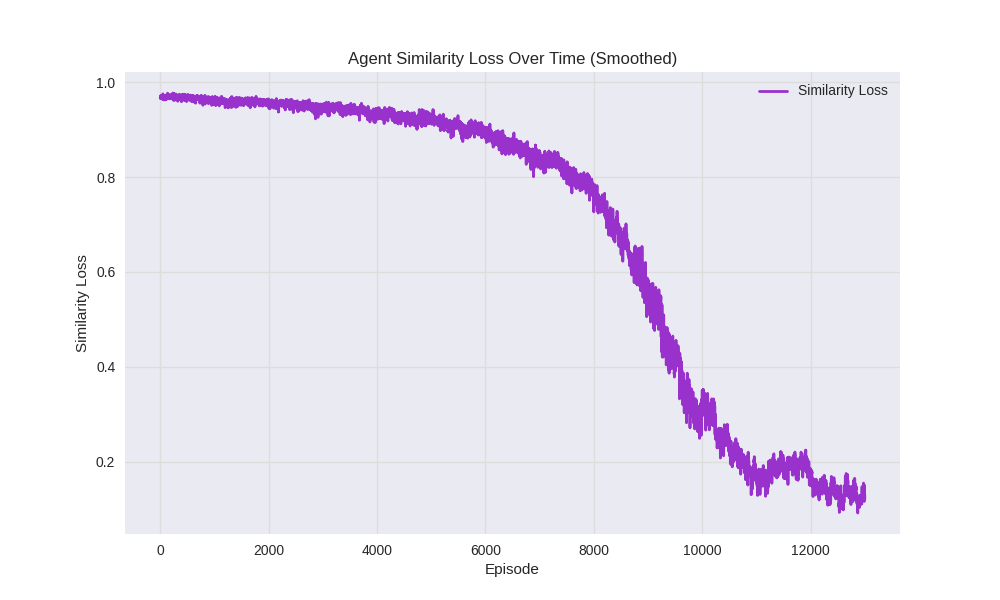 Agent Similarity Loss Over Time (Smoothed)
Similarity Loss
1.0
0.8
0.6
0.4
0.2
Similarity Loss
0 2000 4000 6000 8000 10000 12000
Episode